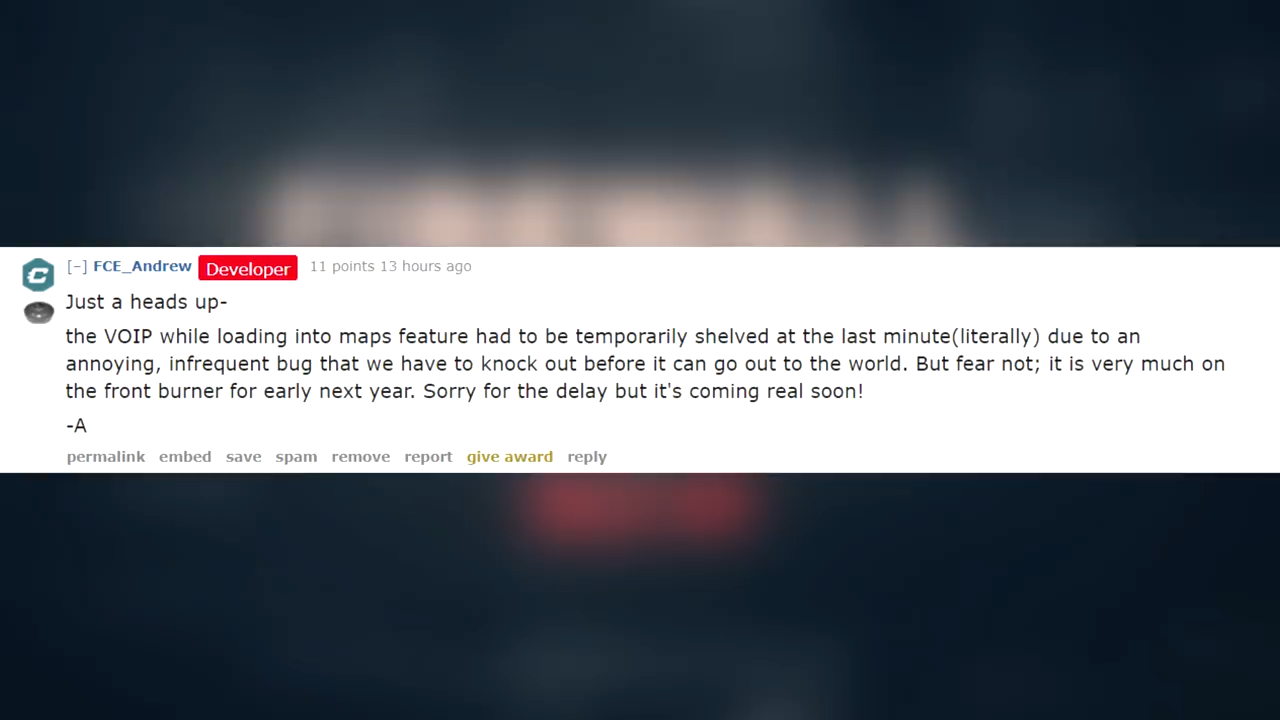 [–] FCE_Andrew Developer 11 points 13 hours ago
Just a heads up-
the VOIP while loading into maps feature had to be temporarily shelved at the last minute(literally) due to an
annoying, infrequent bug that we have to knock out before it can go out to the world. But fear not; it is very much on
the front burner for early next year. Sorry for the delay but it's coming real soon!
-A
permalink embed save spam remove report give award reply